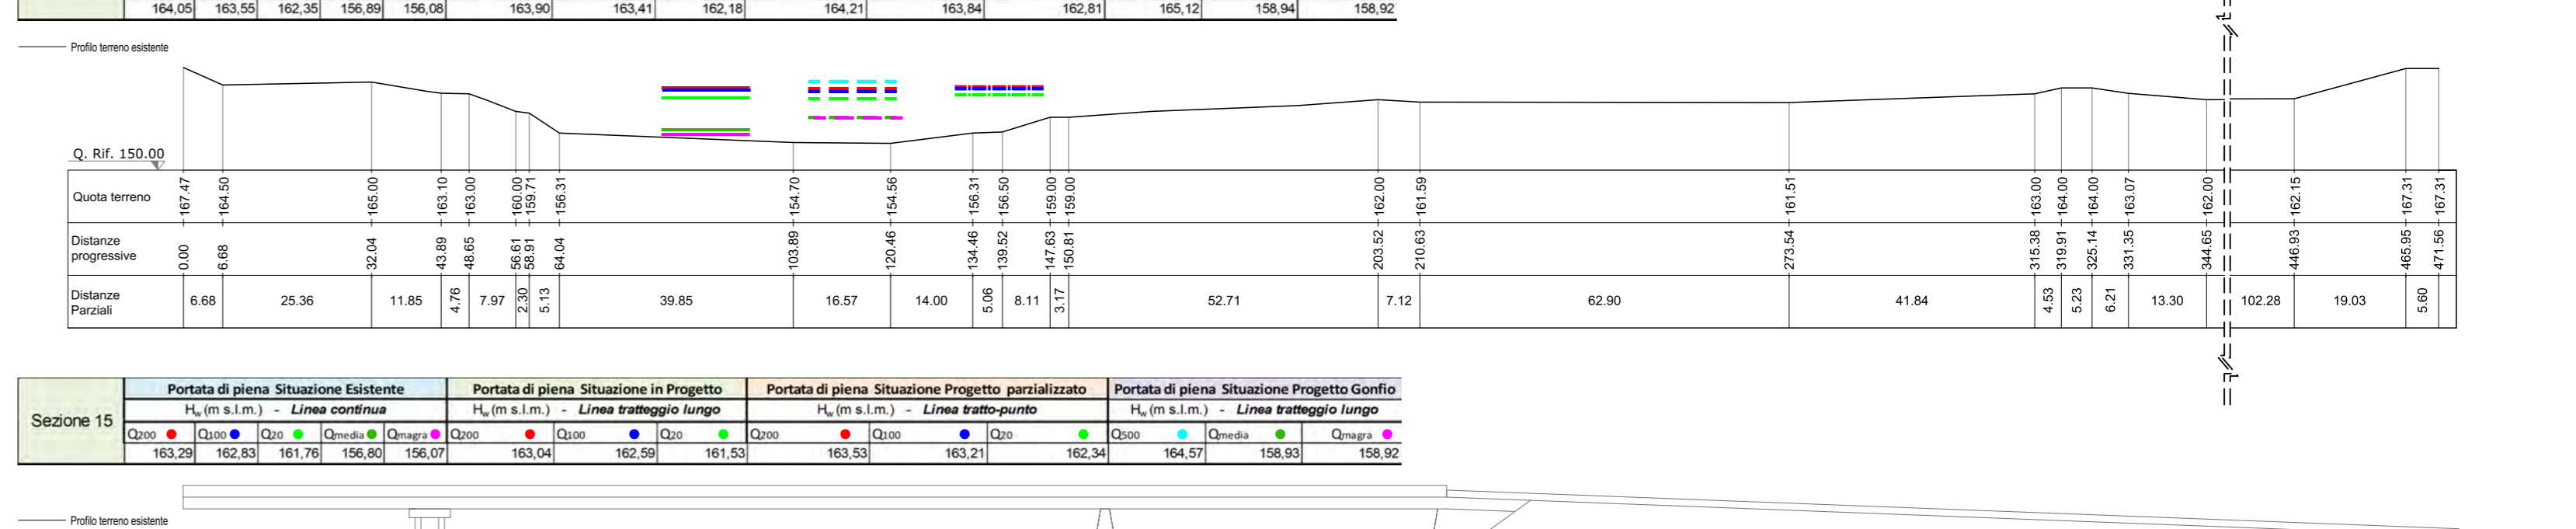 164,05 163,55 162,35 156,89 156,08 163,90 163,41 162,18 164,21 163,84 162,81 165,12 158,94 158,92
Profilo terreno esistente
Q. Rif. 150.00
Quota terreno 167.47 164.50 165.00 163.10 163.00 160.00 159.71 156.31 154.70 154.56 156.31 156.50 159.00 159.00 162.00 161.59 161.51 163.00 164.00 164.00 163.07 162.00 162.15 167.31 167.31
Distanze
progressive 0.00 6.68 32.04 43.89 48.65 56.61 58.91 64.04 103.89 120.46 134.46 139.52 147.63 150.81 203.52 210.63 273.54 315.38 319.91 325.14 331.35 344.65 446.93 465.95 471.56
Distanze
Parziali 6.68 25.36 11.85 4.76 7.97 2.30 5.13 39.85 16.57 14.00 5.06 8.11 3.17 52.71 7.12 62.90 41.84 4.53 5.23 6.21 13.30 102.28 19.03 5.60
Sezione 15
Portata di piena Situazione Esistente Portata di piena Situazione in Progetto Portata di piena Situazione Progetto parzializzato Portata di piena Situazione Progetto Gonfio
Hw (m s.l.m.) - Linea continua Hw (m s.l.m.) - Linea tratteggio lungo Hw (m s.l.m.) - Linea tratto-punto Hw (m s.l.m.) - Linea tratteggio lungo
Q200 Q100 Q20 Qmedia Qmagra Q200 Q100 Q20 Q200 Q100 Q20 Q500 Qmedia Qmagra
163,29 162,83 161,76 156,80 156,07 163,04 162,59 161,53 163,53 163,21 162,34 164,57 158,93 158,92
Profilo terreno esistente